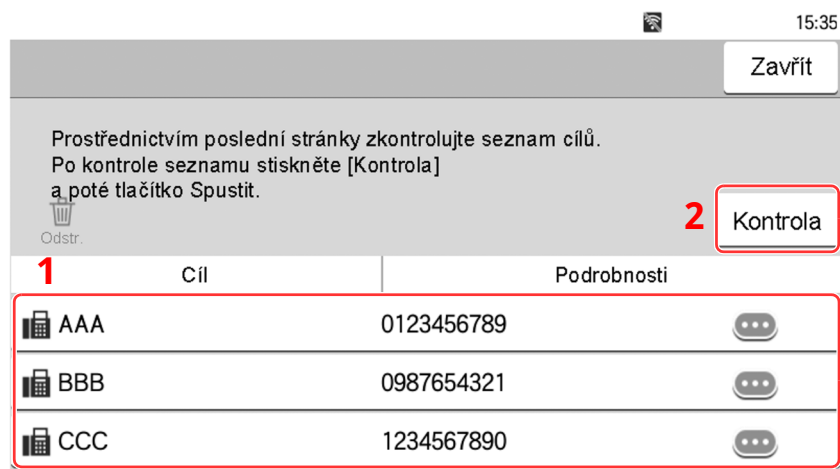 15:35
Zavřít
Prostřednictvím poslední stránky zkontrolujte seznam cílů.
Po kontrole seznamu stiskněte [Kontrola]
a poté tlačítko Spustit.
Odstr.
2 Kontrola
1 Cíl Podrobnosti
AAA 0123456789
BBB 0987654321
CCC 1234567890